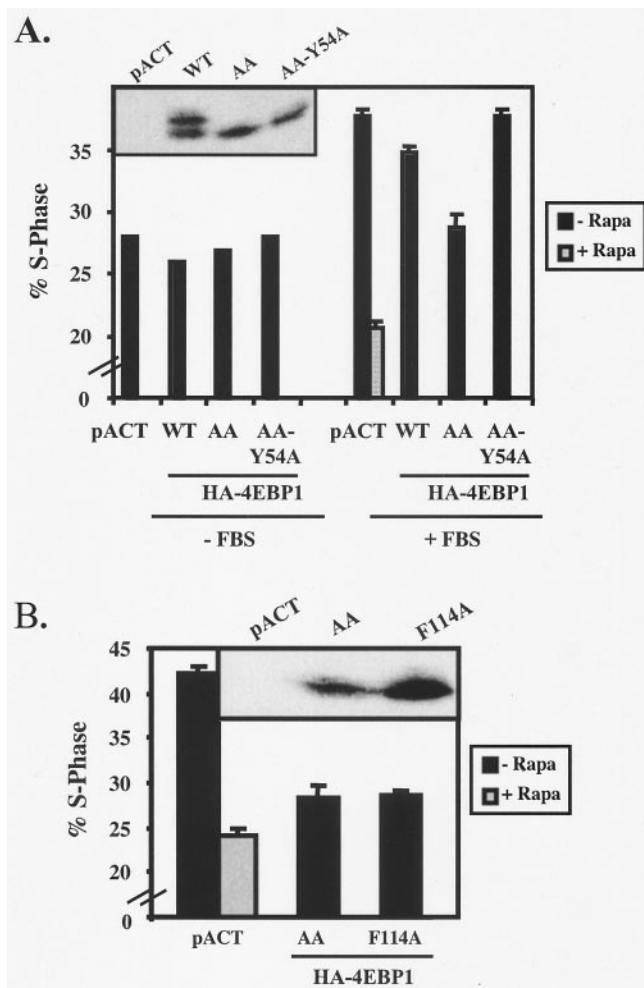 A.
pACT WT AA AA-Y54A
% S-Phase
35
30
25
20
0
- Rapa
+ Rapa
pACT WT AA AA-Y54A pACT WT AA AA-Y54A
HA-4EBP1 HA-4EBP1
- FBS + FBS
B.
pACT AA F114A
% S-Phase
45
40
35
30
25
20
0
- Rapa
+ Rapa
pACT AA F114A
HA-4EBP1